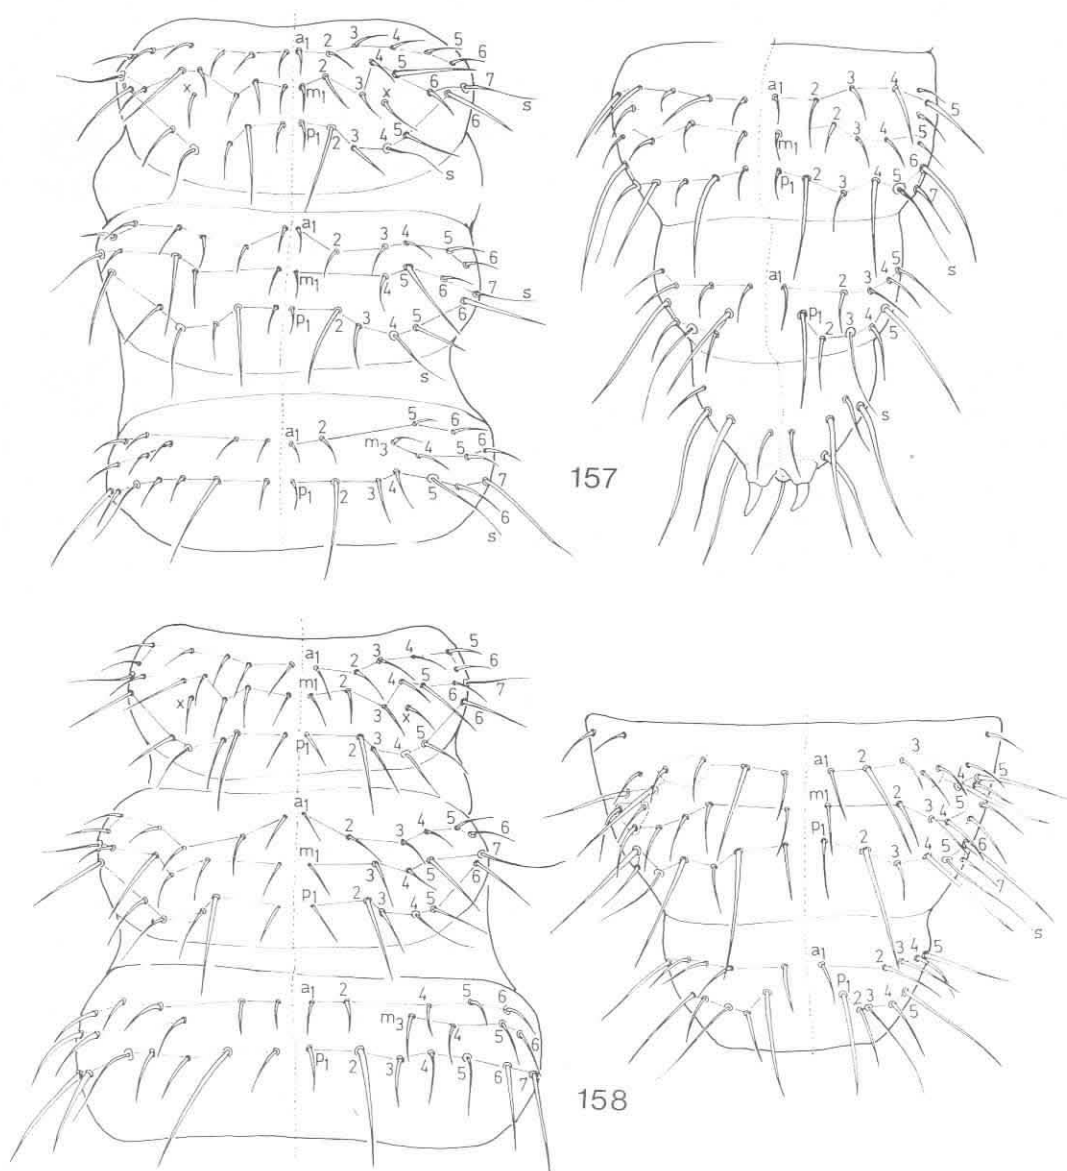 a1 2 3 4 5 6
x m1 2 3 4 x 5 6 7 s
p1 2 3 4 5 6 s
a1 2 3 4 5 6
m1 4 5 6 7 s
p1 2 3 4 5 6 s
a1 2 5 6
m3 4 5 6
p1 2 3 4 5 6 7 s
a1 2 3 4 5
m1 2 3 4 5
p1 2 3 4 5 6 7 s
a1 2 3 4 5
p1 2 3 4 5
s
157
a1 2 3 4 5 6
x m1 2 3 4 x 5 6 7
p1 2 3 4 5 6
a1 2 3 4 5 6
m1 3 4 5 7
p1 2 3 4 5 6
a1 2 4 5 6
m3 4 5 6
p1 2 3 4 5 6 7
a1 2 3 4 5
m1 2 3 4 5 6
p1 2 3 4 5 7 s
a1 2 3 4 5
p1 2 3 4 5
158